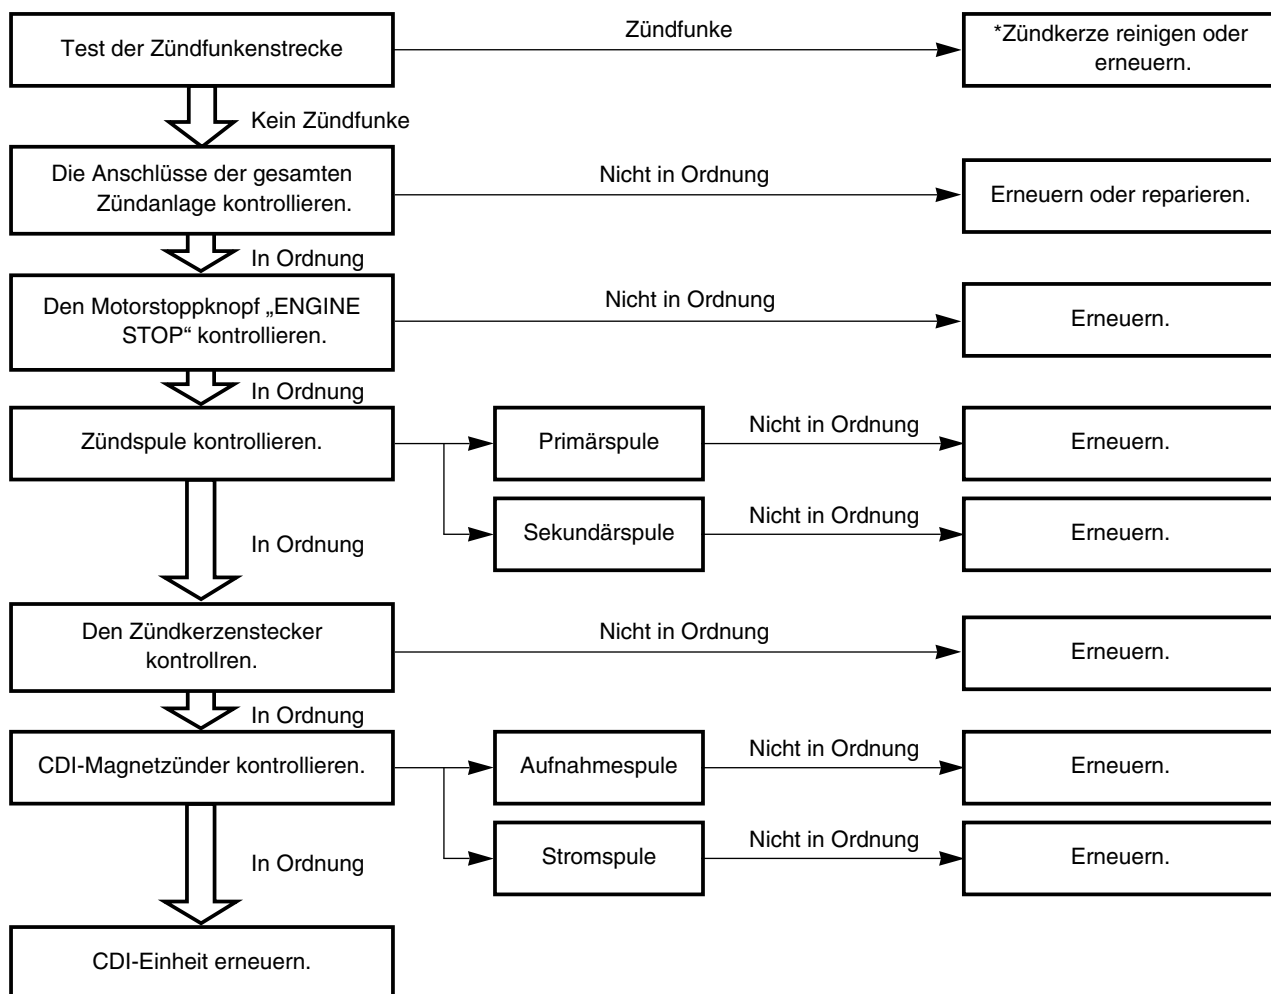 Test der Zündfunkenstrecke
Zündfunke
*Zündkerze reinigen oder
erneuern.
Kein Zündfunke
Die Anschlüsse der gesamten
Zündanlage kontrollieren.
Nicht in Ordnung
Erneuern oder reparieren.
In Ordnung
Den Motorstoppknopf „ENGINE
STOP“ kontrollieren.
Nicht in Ordnung
Erneuern.
In Ordnung
Zündspule kontrollieren.
Primärspule
Nicht in Ordnung
Erneuern.
Sekundärspule
Nicht in Ordnung
Erneuern.
In Ordnung
Den Zündkerzenstecker
kontrollren.
Nicht in Ordnung
Erneuern.
In Ordnung
CDI-Magnetzünder kontrollieren.
Aufnahmespule
Nicht in Ordnung
Erneuern.
Stromspule
Nicht in Ordnung
Erneuern.
In Ordnung
CDI-Einheit erneuern.